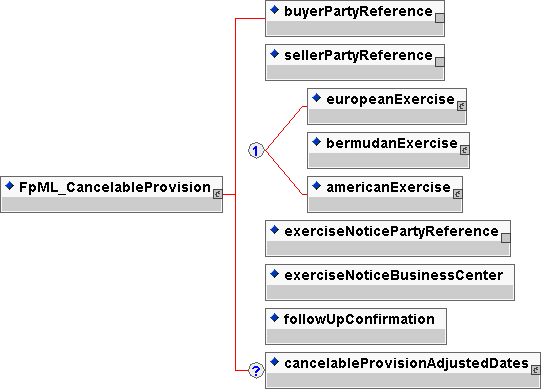 buyerPartyReference
sellerPartyReference
europeanExercise
1
bermudanExercise
FpML_CancelableProvision
americanExercise
exerciseNoticePartyReference
exerciseNoticeBusinessCenter
followUpConfirmation
?
cancelableProvisionAdjustedDates